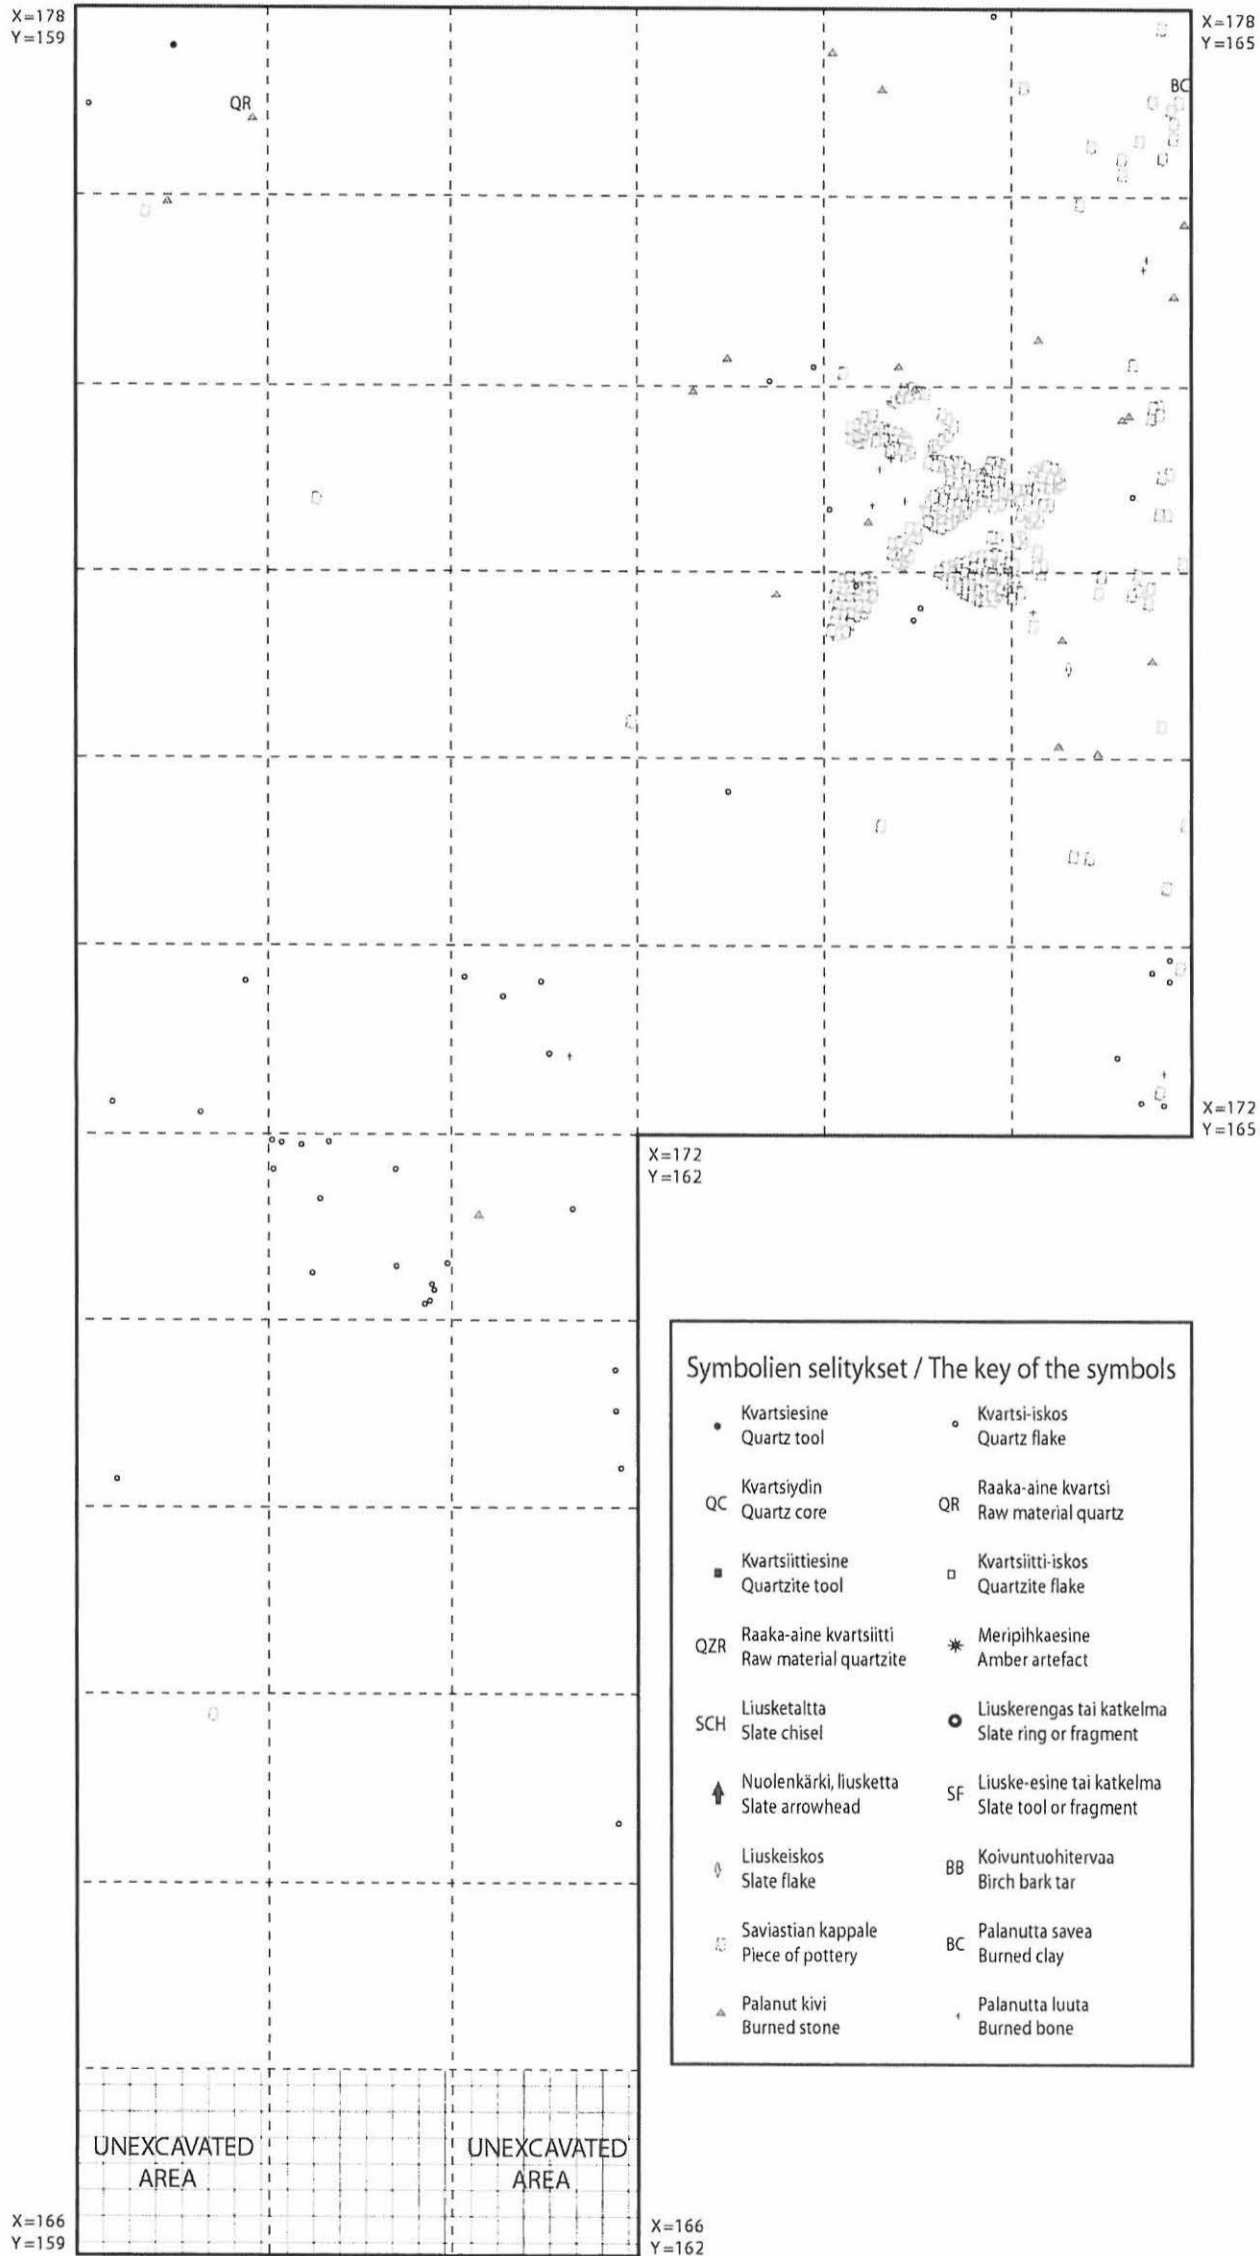 X=178
Y=159
X=178
Y=165
QR
BC
X=172
Y=165
X=172
Y=162
Symbolien selitykset / The key of the symbols
Kvartsiesine
Quartz tool
Kvartsi-iskos
Quartz flake
QC
Kvartsiydin
Quartz core
QR
Raaka-aine kvartsi
Raw material quartz
Kvartsiittiesine
Quartzite tool
Kvartsiitti-iskos
Quartzite flake
QZR
Raaka-aine kvartsiitti
Raw material quartzite
Meripihkaesine
Amber artefact
SCH
Liusketaltta
Slate chisel
Liuskerengas tai katkelma
Slate ring or fragment
Nuolenkärki, liusketta
Slate arrowhead
SF
Liuske-esine tai katkelma
Slate tool or fragment
Liuskeiskos
Slate flake
BB
Koivuntuohitervaa
Birch bark tar
Saviastian kappale
Piece of pottery
BC
Palanutta savea
Burned clay
Palanut kivi
Burned stone
Palanutta luuta
Burned bone
UNEXCAVATED
AREA
UNEXCAVATED
AREA
X=166
Y=159
X=166
Y=162